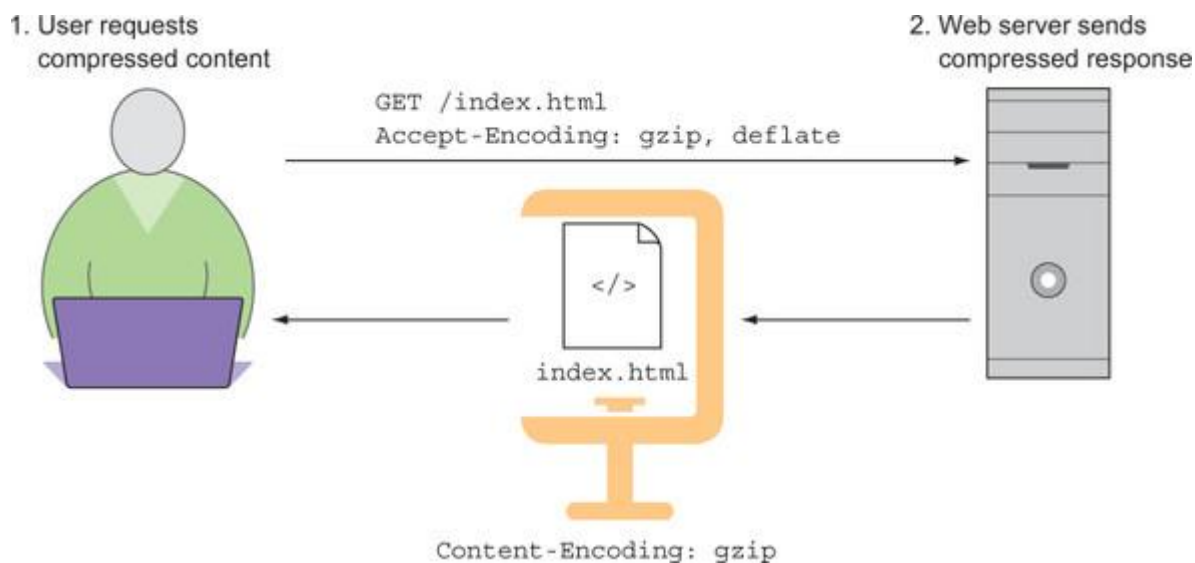 1. User requests
compressed content
2. Web server sends
compressed response
GET /index.html
Accept-Encoding: gzip, deflate
</>
index.html
Content-Encoding: gzip